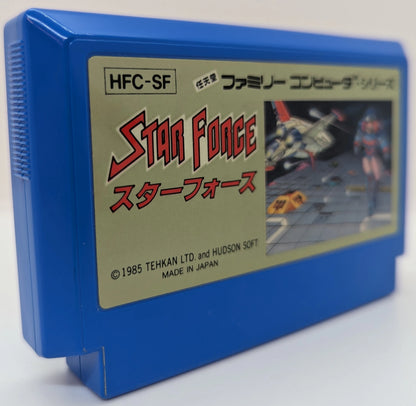 HFC-SF
任天堂 ファミリー コンピュータ・シリーズ
STAR FORCE
スターフォース
© 1985 TEHKAN LTD. and HUDSON SOFT
MADE IN JAPAN